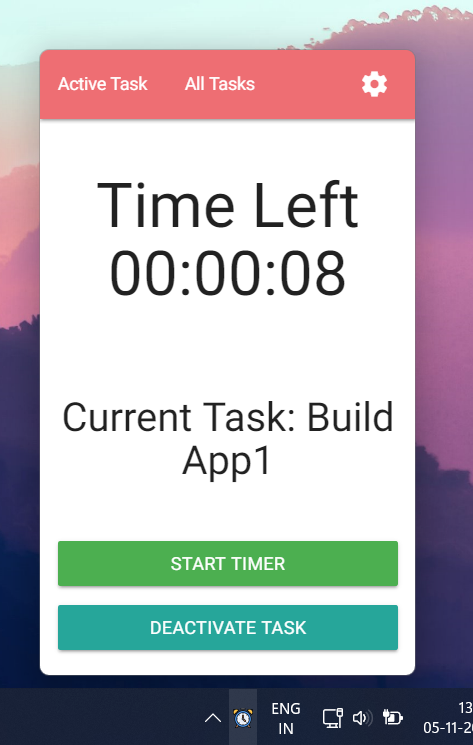 Active Task All Tasks
Time Left
00:00:08
Current Task: Build
App1
START TIMER
DEACTIVATE TASK
ENG
IN
13
05-11-20